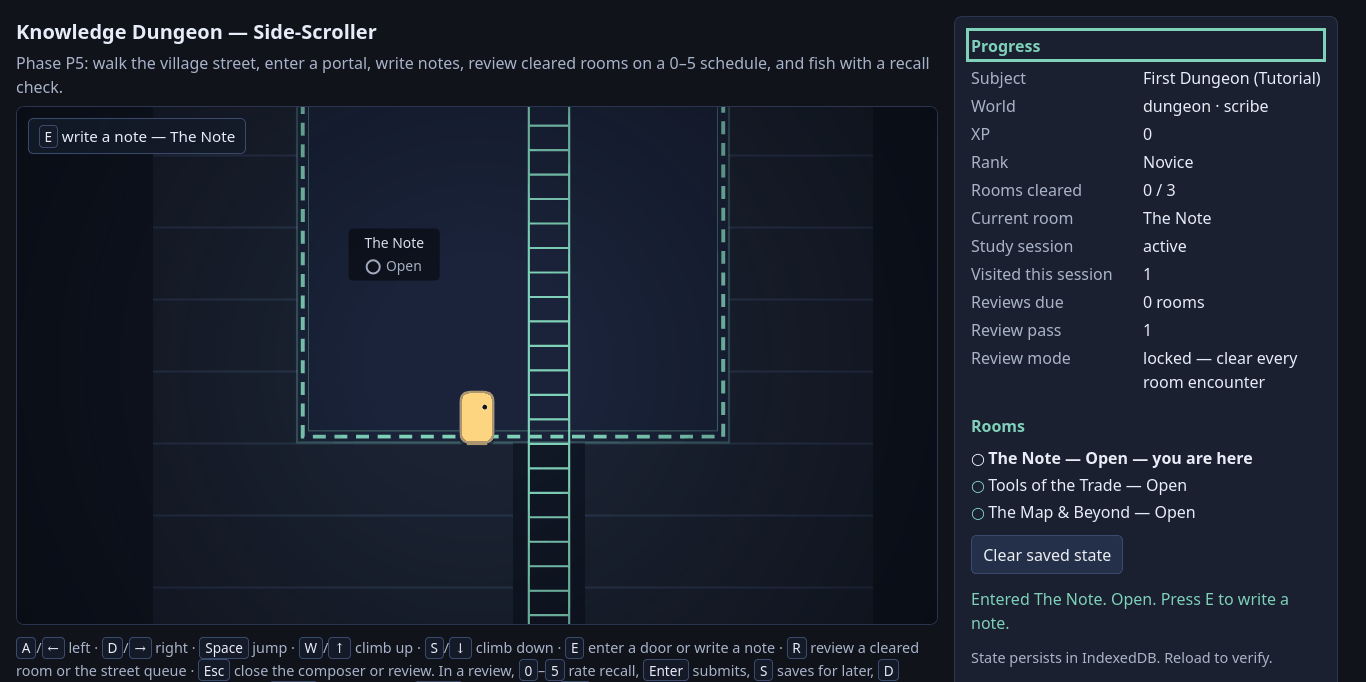 Knowledge Dungeon — Side-Scroller
Phase P5: walk the village street, enter a portal, write notes, review cleared rooms on a 0–5 schedule, and fish with a recall
check.
E write a note — The Note
The Note
Open
A/← left · D/→ right · Space jump · W/↑ climb up · S/↓ climb down · E enter a door or write a note · R review a cleared
room or the street queue · Esc close the composer or review. In a review, 0–5 rate recall, Enter submits, S saves for later, D
Progress
Subject First Dungeon (Tutorial)
World dungeon · scribe
XP 0
Rank Novice
Rooms cleared 0 / 3
Current room The Note
Study session active
Visited this session 1
Reviews due 0 rooms
Review pass 1
Review mode locked — clear every
room encounter
Rooms
○ The Note — Open — you are here
○ Tools of the Trade — Open
○ The Map & Beyond — Open
Clear saved state
Entered The Note. Open. Press E to write a
note.
State persists in IndexedDB. Reload to verify.